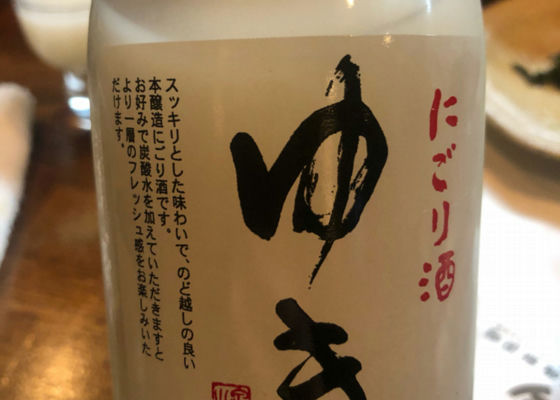 にごり酒
ゆき
スッキリとした味わいで、のど越しの良い
本醸造にごり酒です。
お好みで炭酸水を加えていただきますと
より一層のフレッシュ感をお楽しみいた
だけます。